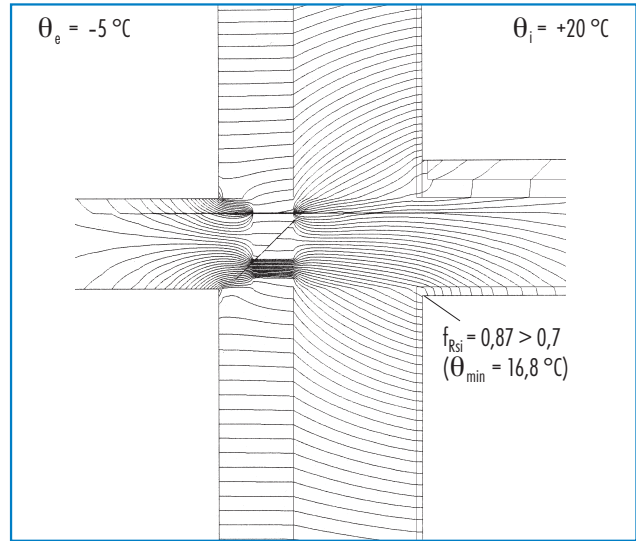 θe = -5 °C
θi = +20 °C
fRsi = 0,87 > 0,7
(θmin = 16,8 °C)